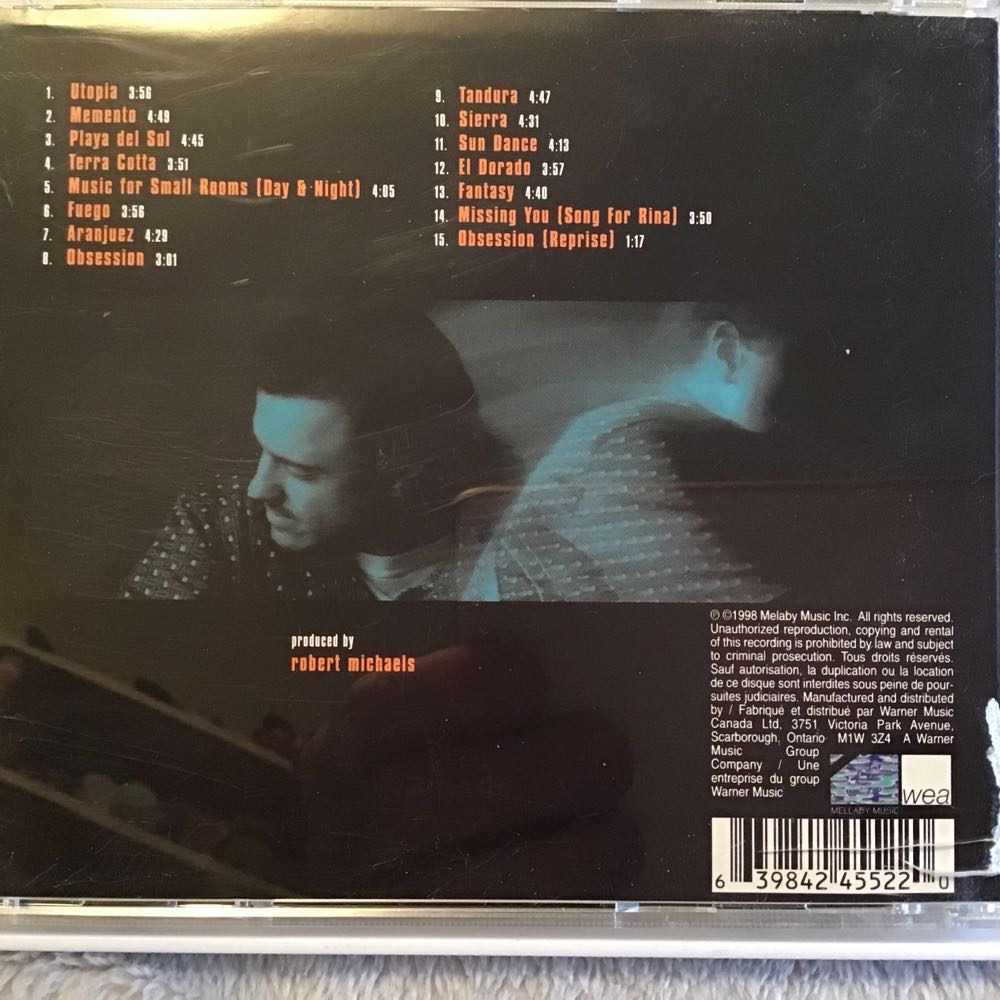 1. Utopia 3:56
2. Memento 4:49
3. Playa del Sol 4:45
4. Terra Cotta 3:51
5. Music for Small Rooms (Day & Night) 4:05
6. Fuego 3:56
7. Aranjuez 4:29
8. Obsession 3:01
9. Tandura 4:47
10. Sierra 4:31
11. Sun Dance 4:13
12. El Dorado 3:57
13. Fantasy 4:40
14. Missing You (Song For Rina) 3:50
15. Obsession (Reprise) 1:17
produced by
robert michaels
℗ ©1998 Melaby Music Inc. All rights reserved.
Unauthorized reproduction, copying and rental
of this recording is prohibited by law and subject
to criminal prosecution. Tous droits réservés.
Sauf autorisation, la duplication ou la location
de ce disque sont interdites sous peine de pour-
suites judiciaires. Manufactured and distributed
by / Fabriqué et distribué par Warner Music
Canada Ltd, 3751 Victoria Park Avenue,
Scarborough, Ontario M1W 3Z4 A Warner
Music Group
Company / Une
entreprise du group
Warner Music
wea
MELLABY MUSIC
6 39842 45522 0